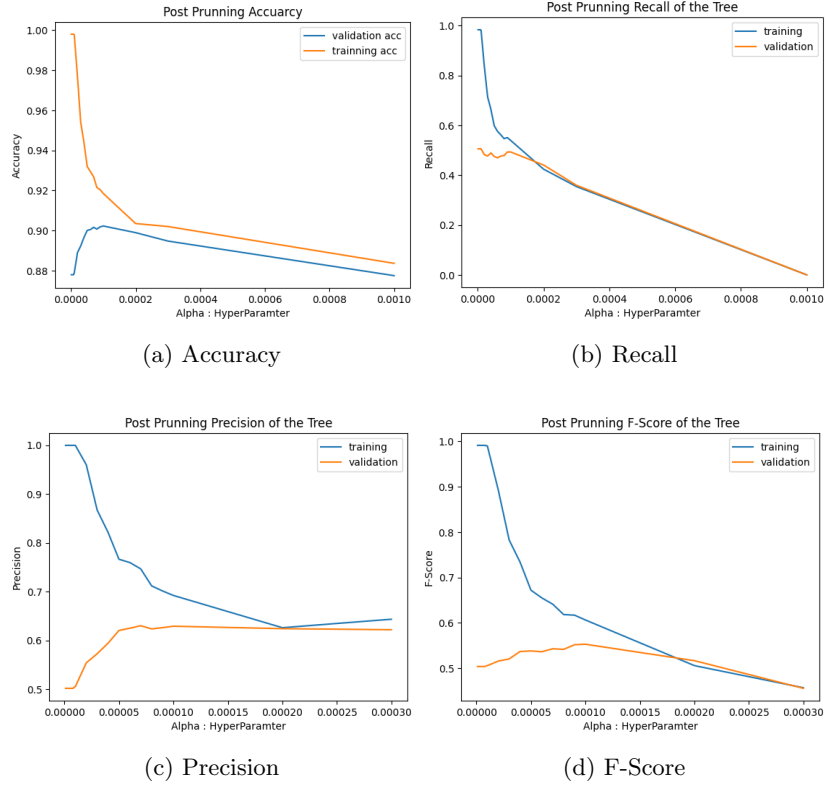 Post Prunning Accuarcy
validation acc
trainning acc
1.00
0.98
0.96
0.94
0.92
0.90
0.88
Accuracy
0.0000 0.0002 0.0004 0.0006 0.0008 0.0010
Alpha : HyperParamter
(a) Accuracy
Post Prunning Recall of the Tree
training
validation
1.0
0.8
0.6
0.4
0.2
0.0
Recall
0.0000 0.0002 0.0004 0.0006 0.0008 0.0010
Alpha : HyperParamter
(b) Recall
Post Prunning Precision of the Tree
training
validation
1.0
0.9
0.8
0.7
0.6
0.5
Precision
0.00000 0.00005 0.00010 0.00015 0.00020 0.00025 0.00030
Alpha : HyperParamter
(c) Precision
Post Prunning F-Score of the Tree
training
validation
1.0
0.9
0.8
0.7
0.6
0.5
F-Score
0.00000 0.00005 0.00010 0.00015 0.00020 0.00025 0.00030
Alpha : HyperParamter
(d) F-Score